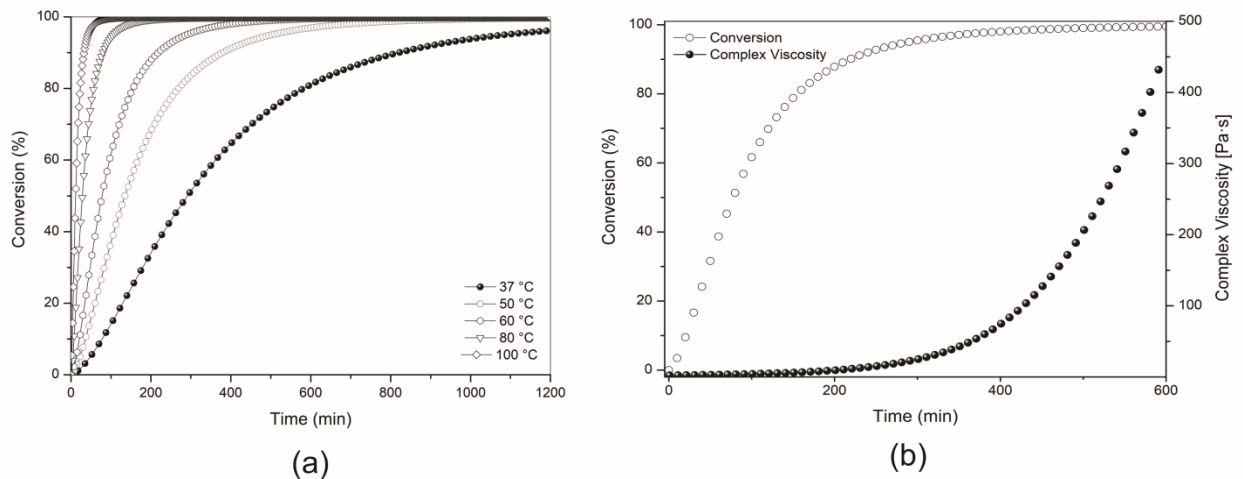 100
80
60
40
20
0
Conversion (%)
0 200 400 600 800 1000 1200
Time (min)
37 °C
50 °C
60 °C
80 °C
100 °C
(a)
100
80
60
40
20
0
Conversion (%)
Conversion
Complex Viscosity
500
400
300
200
100
Complex Viscosity [Pa·s]
0 200 400 600
Time (min)
(b)